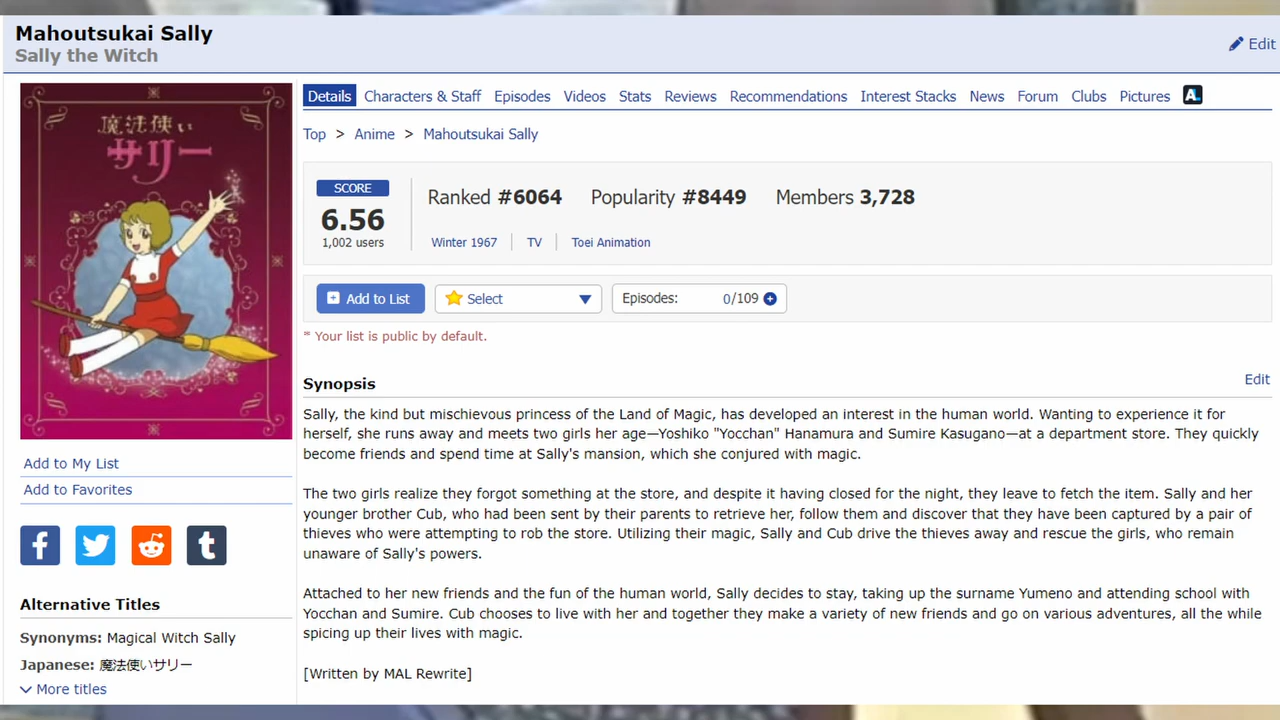 Mahoutsukai Sally
Sally the Witch
Edit
魔法使い
サリー
Details Characters & Staff Episodes Videos Stats Reviews Recommendations Interest Stacks News Forum Clubs Pictures A
Top > Anime > Mahoutsukai Sally
SCORE
6.56
1,002 users
Ranked #6064 Popularity #8449 Members 3,728
Winter 1967 TV Toei Animation
Add to List Select Episodes: 0/109
* Your list is public by default.
Synopsis Edit
Sally, the kind but mischievous princess of the Land of Magic, has developed an interest in the human world. Wanting to experience it for
herself, she runs away and meets two girls her age—Yoshiko "Yocchan" Hanamura and Sumire Kasugano—at a department store. They quickly
become friends and spend time at Sally's mansion, which she conjured with magic.
The two girls realize they forgot something at the store, and despite it having closed for the night, they leave to fetch the item. Sally and her
younger brother Cub, who had been sent by their parents to retrieve her, follow them and discover that they have been captured by a pair of
thieves who were attempting to rob the store. Utilizing their magic, Sally and Cub drive the thieves away and rescue the girls, who remain
unaware of Sally's powers.
Attached to her new friends and the fun of the human world, Sally decides to stay, taking up the surname Yumeno and attending school with
Yocchan and Sumire. Cub chooses to live with her and together they make a variety of new friends and go on various adventures, all the while
spicing up their lives with magic.
[Written by MAL Rewrite]
Add to My List
Add to Favorites
Alternative Titles
Synonyms: Magical Witch Sally
Japanese: 魔法使いサリー
More titles